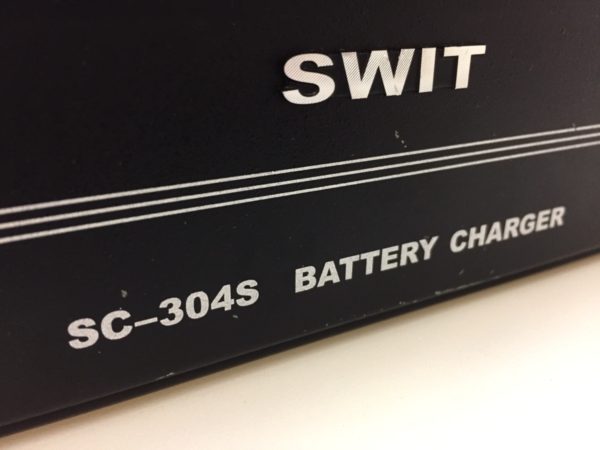 SWIT
SC–304S BATTERY CHARGER